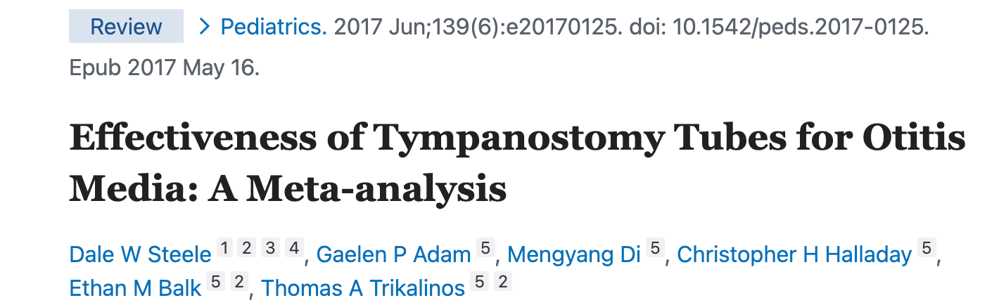 Review > Pediatrics. 2017 Jun;139(6):e20170125. doi: 10.1542/peds.2017-0125.
Epub 2017 May 16.
Effectiveness of Tympanostomy Tubes for Otitis
Media: A Meta-analysis
Dale W Steele 1 2 3 4, Gaelen P Adam 5, Mengyang Di 5, Christopher H Halladay 5,
Ethan M Balk 5 2, Thomas A Trikalinos 5 2